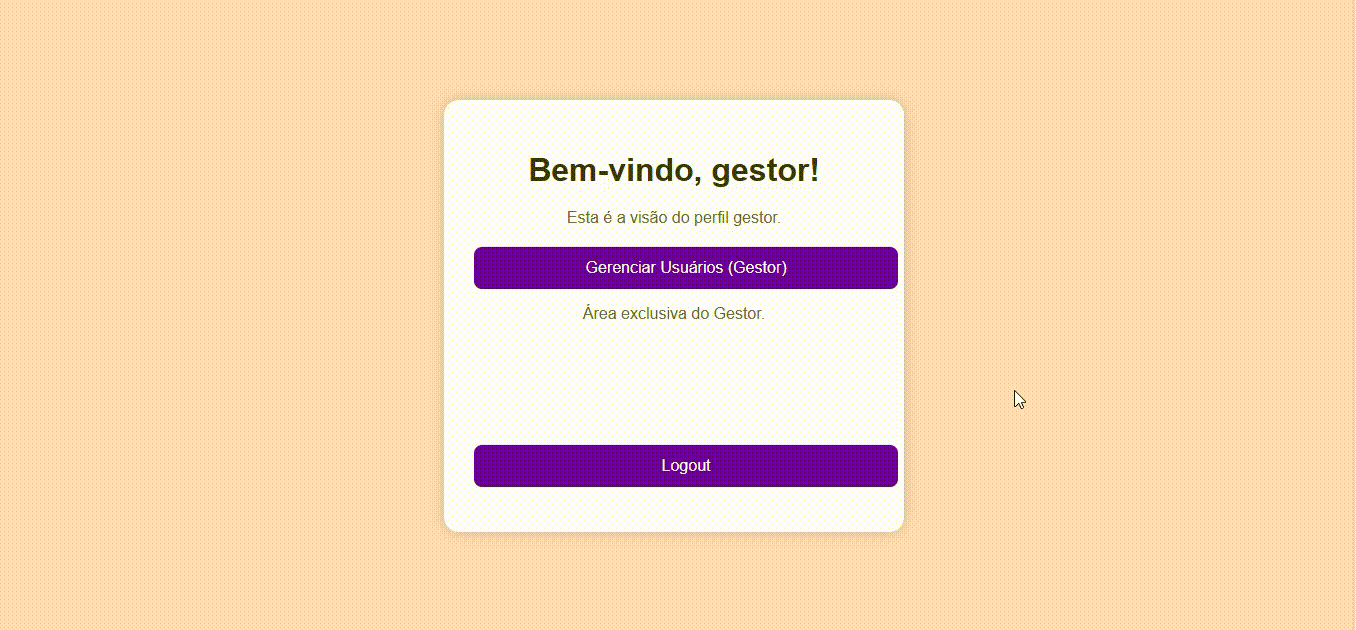 Bem-vindo, gestor!
Esta é a visão do perfil gestor.
Gerenciar Usuários (Gestor)
Área exclusiva do Gestor.
Logout